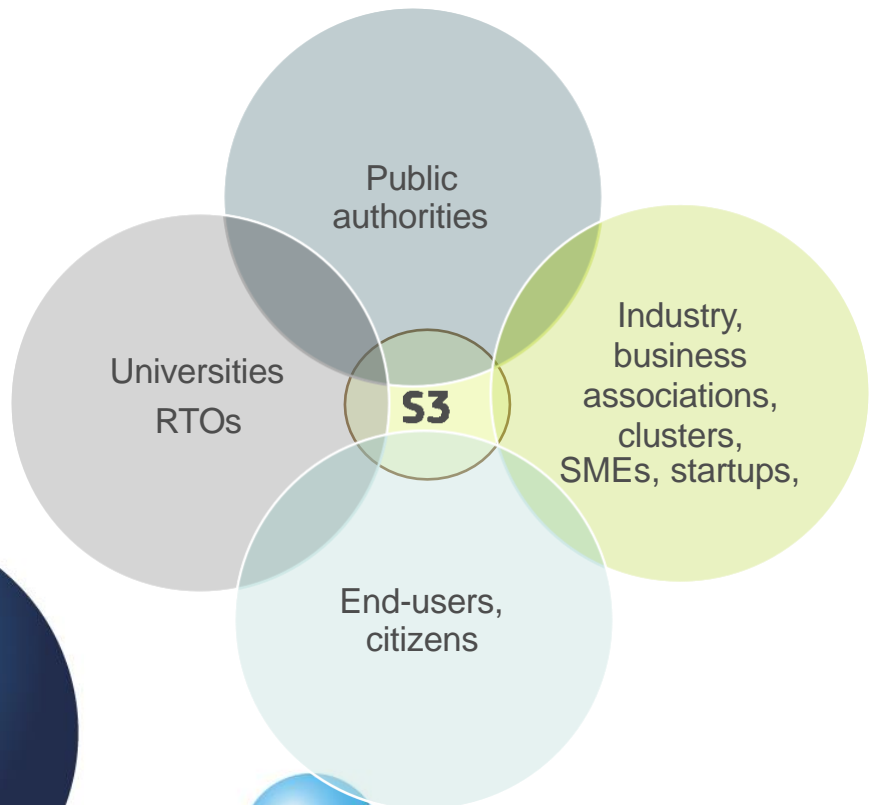 Public
authorities
Universities
RTOs
S3
Industry,
business
associations,
clusters,
SMEs, startups,
End-users,
citizens